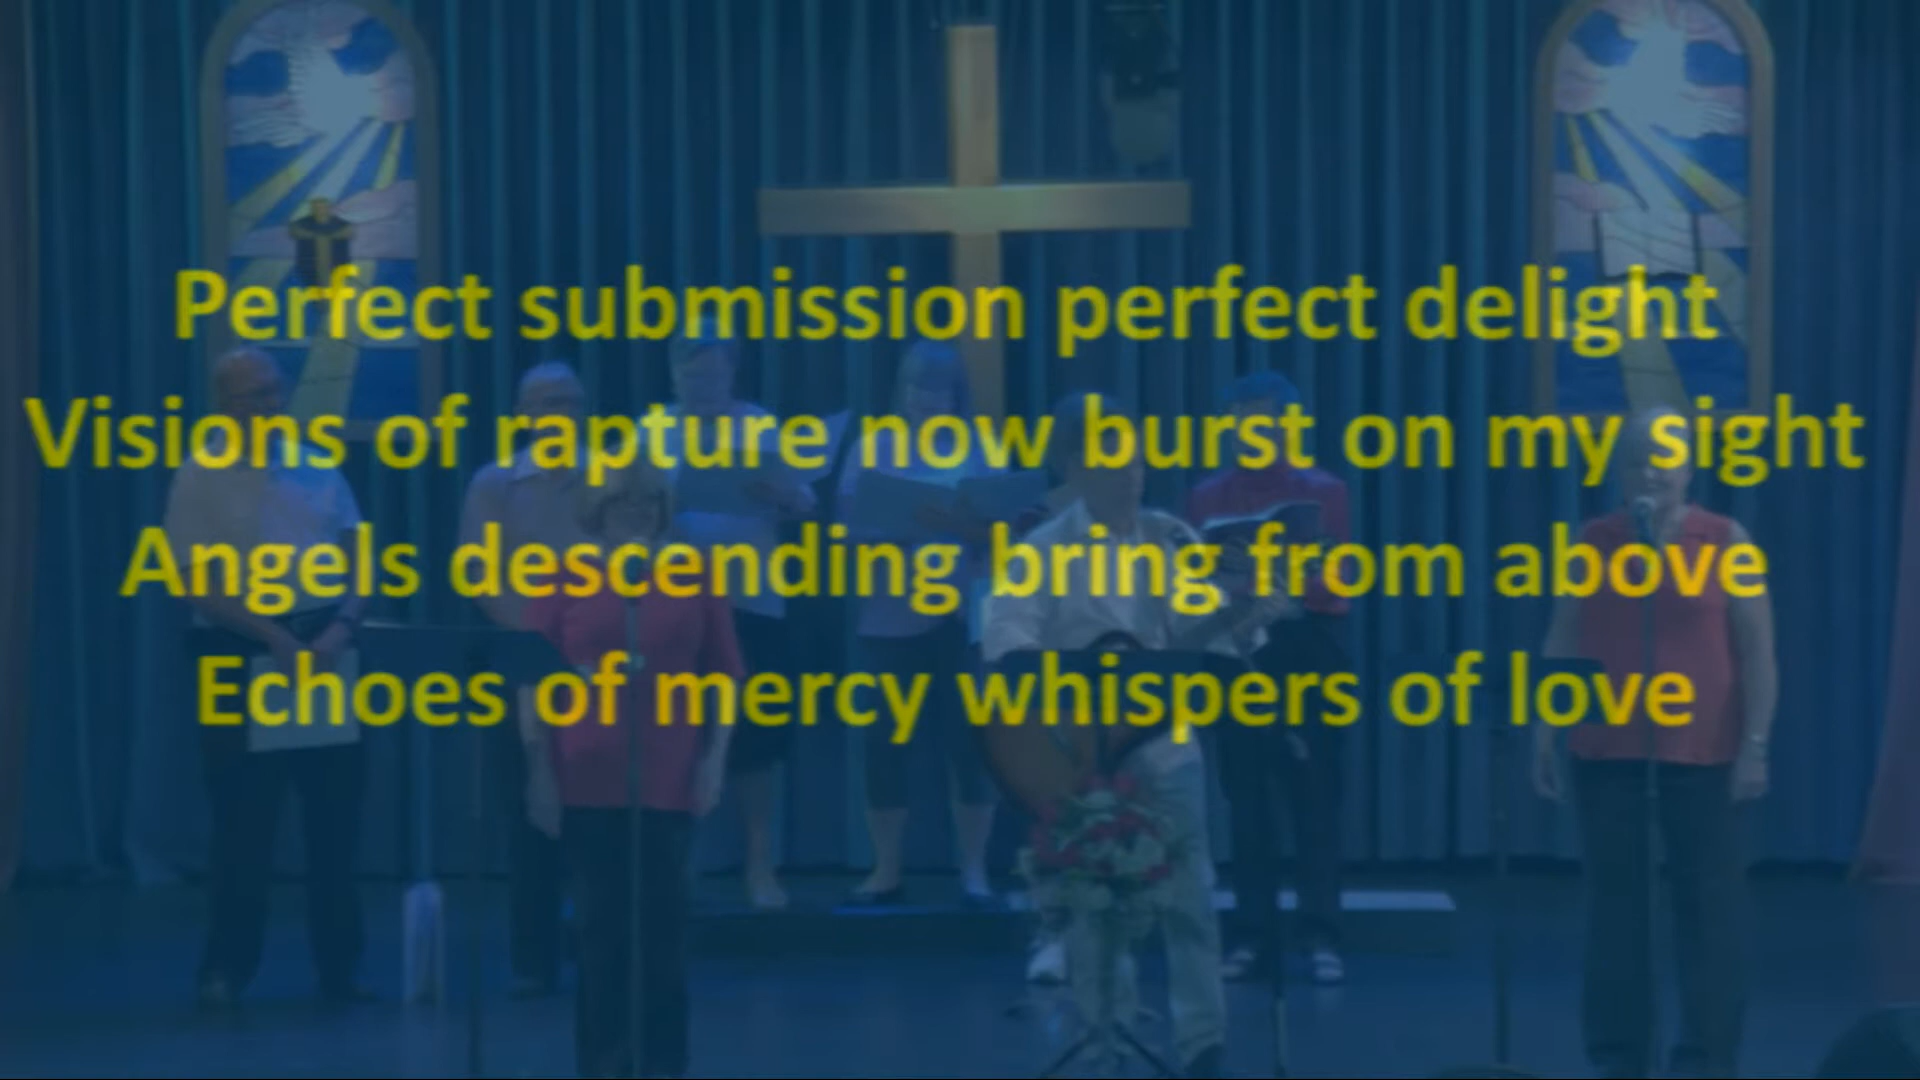 Perfect submission perfect delight
Visions of rapture now burst on my sight
Angels descending bring from above
Echoes of mercy whispers of love